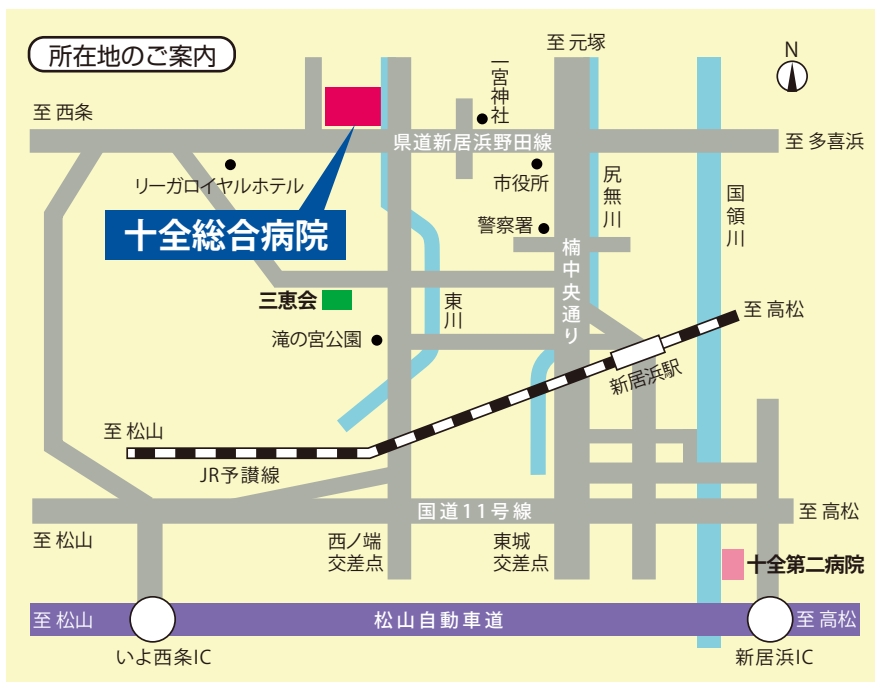 所在地のご案内
至 元塚
N
一宮神社
至 西条
県道新居浜野田線
至 多喜浜
リーガロイヤルホテル
市役所
尻無川
国領川
十全総合病院
警察署
楠中央通り
三恵会
東川
至 高松
滝の宮公園
新居浜駅
至 松山
JR予讃線
国道11号線
至 高松
至 松山
西ノ端
交差点
東城
交差点
十全第二病院
至 松山
松山自動車道
至 高松
いよ西条IC
新居浜IC